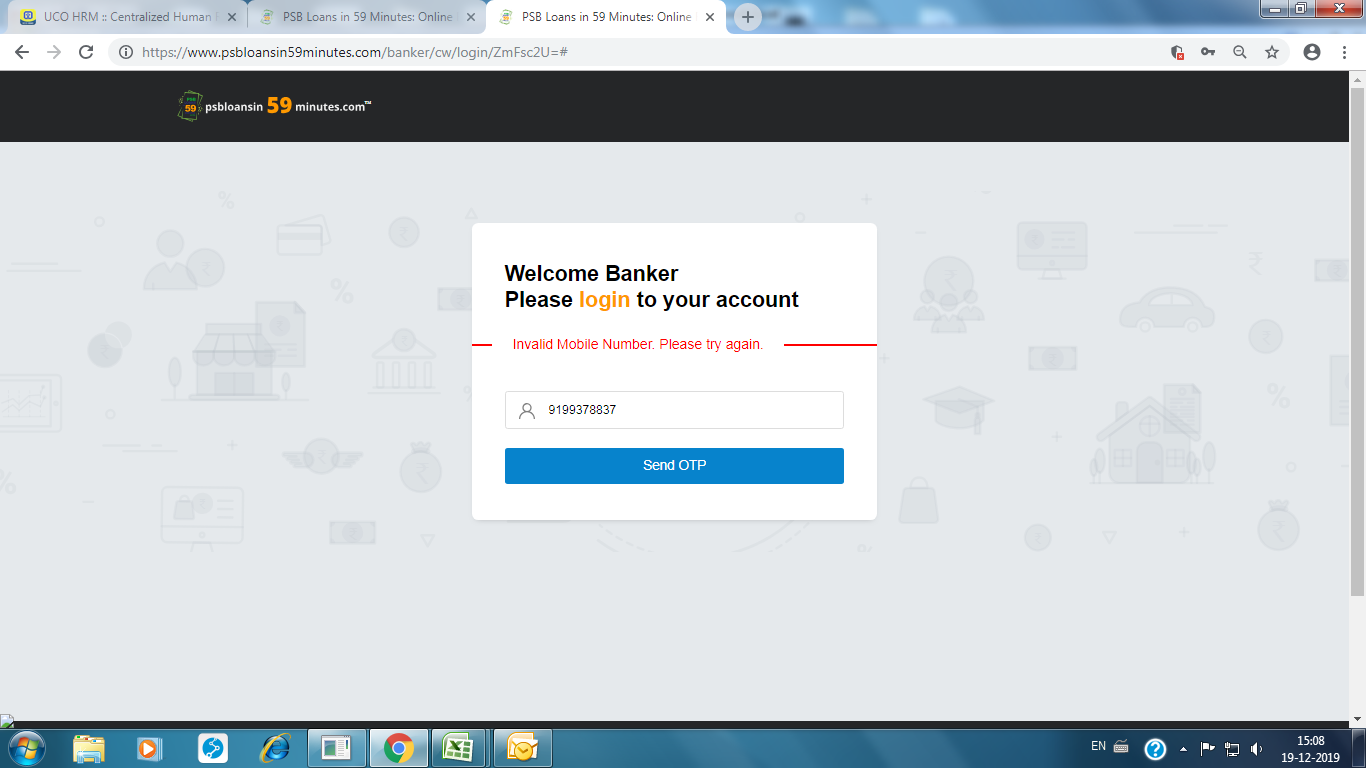 UCO HRM :: Centralized Human
PSB Loans in 59 Minutes: Online
PSB Loans in 59 Minutes: Online
https://www.psbloansin59minutes.com/banker/cw/login/ZmFsc2U=#
psbloansin 59 minutes.com™
Welcome Banker
Please login to your account
Invalid Mobile Number. Please try again.
9199378837
Send OTP
EN
15:08
19-12-2019